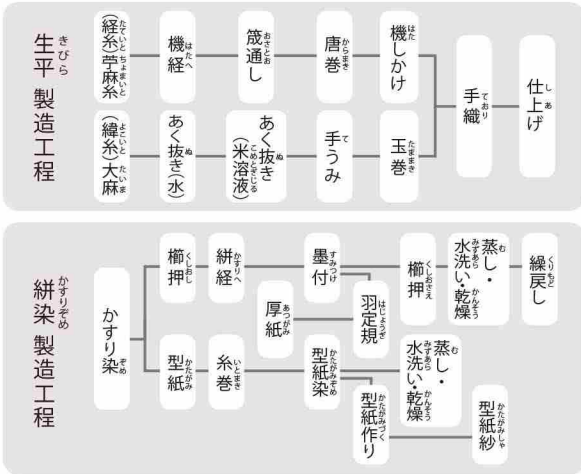 きびら
生平 製造工程
たていと ちょまいと
(経糸)苧麻糸
はたへ
機経
おさとお
筬通し
からまき
唐巻
はた
機しかけ
よこいと たいま
(緯糸)大麻
ぬ
あく抜き(水)
ぬ
あく抜き
こめとぎじる
(米溶液)
て
手うみ
たままき
玉巻
ており
手織
しあ
仕上げ
かすりぞめ
絣染 製造工程
ぞめ
かすり染
くしおし
櫛押
かすりへ
絣経
すみつけ
墨付
くしおさえ
櫛押
む
蒸し・
みずあら かんそう
水洗い・乾燥
くりもど
繰戻し
あつがみ
厚紙
はじょうぎ
羽定規
かたがみ
型紙
いとまき
糸巻
かたがみぞめ
型紙染
む
蒸し・
みずあら かんそう
水洗い・乾燥
かたがみづく
型紙作り
かたがみしゃ
型紙紗